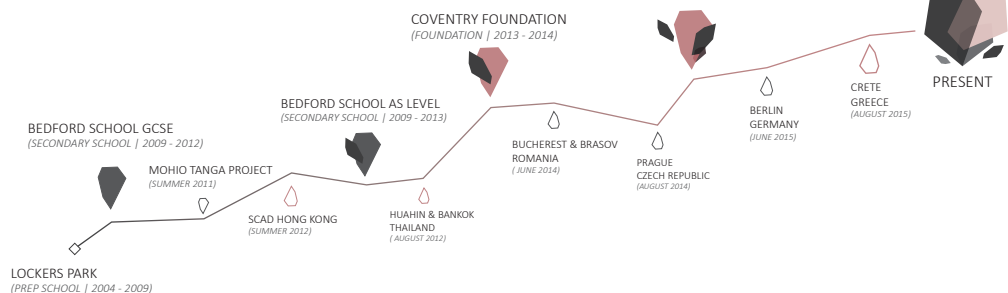 COVENTRY FOUNDATION
(FOUNDATION | 2013 - 2014)
PRESENT
CRETE
GREECE
(AUGUST 2015)
BEDFORD SCHOOL AS LEVEL
(SECONDARY SCHOOL | 2009 - 2013)
BERLIN
GERMANY
(JUNE 2015)
BEDFORD SCHOOL GCSE
(SECONDARY SCHOOL | 2009 - 2012)
BUCHEREST & BRASOV
ROMANIA
( JUNE 2014)
PRAGUE
CZECH REPUBLIC
(AUGUST 2014)
MOHIO TANGA PROJECT
(SUMMER 2011)
SCAD HONG KONG
(SUMMER 2012)
HUAHIN & BANKOK
THAILAND
( AUGUST 2012)
LOCKERS PARK
(PREP SCHOOL | 2004 - 2009)